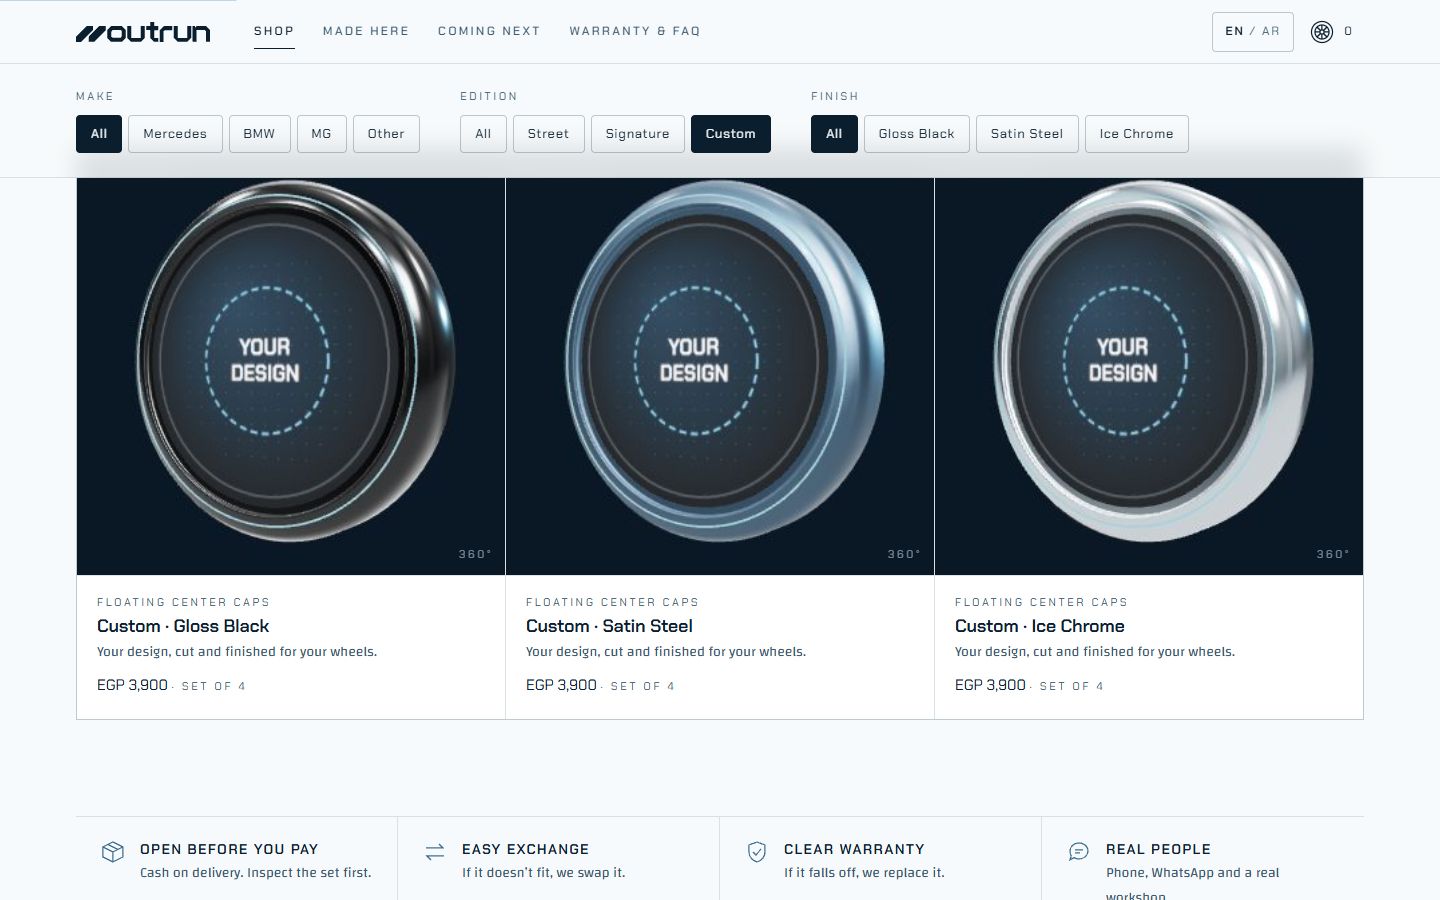 outrun
SHOP
MADE HERE
COMING NEXT
WARRANTY & FAQ
EN / AR
0
MAKE
All
Mercedes
BMW
MG
Other
EDITION
All
Street
Signature
Custom
FINISH
All
Gloss Black
Satin Steel
Ice Chrome
YOUR
DESIGN
360°
YOUR
DESIGN
360°
YOUR
DESIGN
360°
FLOATING CENTER CAPS
Custom · Gloss Black
Your design, cut and finished for your wheels.
EGP 3,900 · SET OF 4
FLOATING CENTER CAPS
Custom · Satin Steel
Your design, cut and finished for your wheels.
EGP 3,900 · SET OF 4
FLOATING CENTER CAPS
Custom · Ice Chrome
Your design, cut and finished for your wheels.
EGP 3,900 · SET OF 4
OPEN BEFORE YOU PAY
Cash on delivery. Inspect the set first.
EASY EXCHANGE
If it doesn't fit, we swap it.
CLEAR WARRANTY
If it falls off, we replace it.
REAL PEOPLE
Phone, WhatsApp and a real
workshop